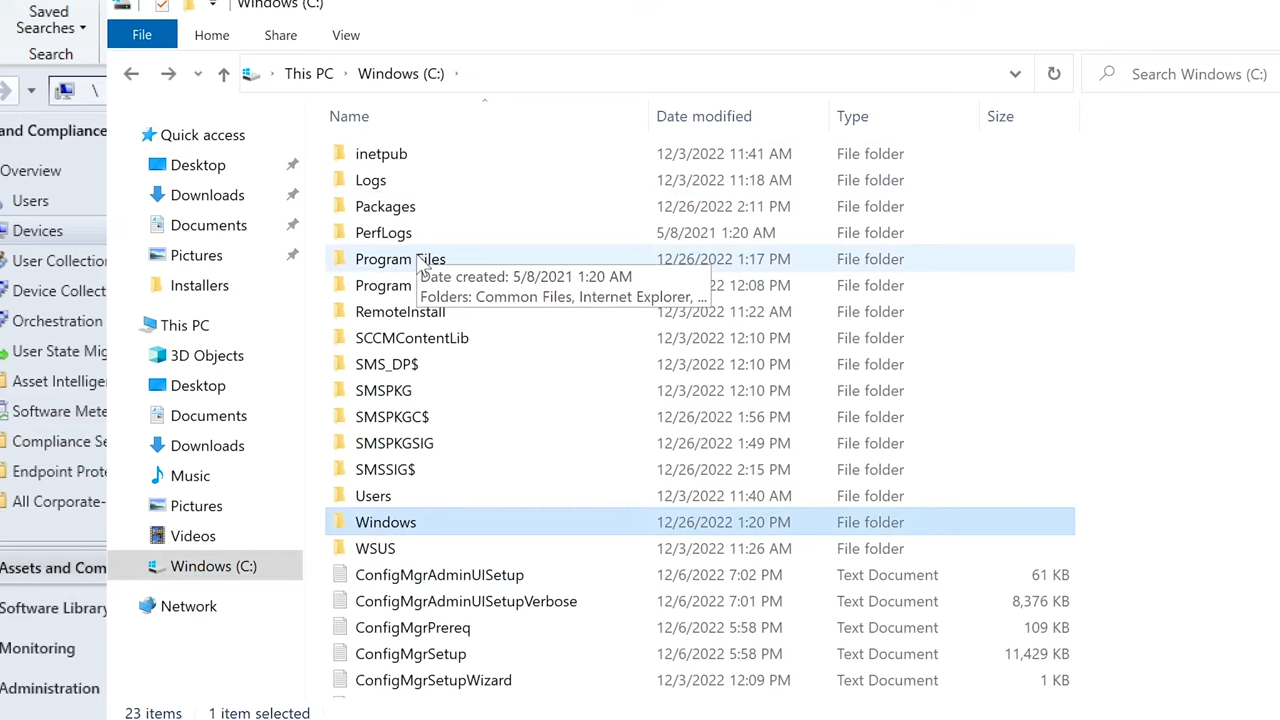 Saved
Searches
Search
\
and Compliance
Overview
Users
Devices
User Collectio
Device Collect
Orchestration
User State Mig
Asset Intellige
Software Mete
Compliance Se
Endpoint Prote
All Corporate-
Assets and Com
Software Library
Monitoring
Administration
Windows (C:)
File Home Share View
This PC Windows (C:)
Search Windows (C:)
Quick access
Desktop
Downloads
Documents
Pictures
Installers
This PC
3D Objects
Desktop
Documents
Downloads
Music
Pictures
Videos
Windows (C:)
Network
Name Date modified Type Size
inetpub 12/3/2022 11:41 AM File folder
Logs 12/3/2022 11:18 AM File folder
Packages 12/26/2022 2:11 PM File folder
PerfLogs 5/8/2021 1:20 AM File folder
Program Files 12/26/2022 1:17 PM File folder
Date created: 5/8/2021 1:20 AM
Folders: Common Files, Internet Explorer, ...
Program 2022 12:08 PM File folder
RemoteInstall 12/3/2022 11:22 AM File folder
SCCMContentLib 12/3/2022 12:10 PM File folder
SMS_DP$ 12/3/2022 12:10 PM File folder
SMSPKG 12/3/2022 12:10 PM File folder
SMSPKGC$ 12/26/2022 1:56 PM File folder
SMSPKGSIG 12/26/2022 1:49 PM File folder
SMSSIG$ 12/26/2022 2:15 PM File folder
Users 12/3/2022 11:40 AM File folder
Windows 12/26/2022 1:20 PM File folder
WSUS 12/3/2022 11:26 AM File folder
ConfigMgrAdminUISetup 12/6/2022 7:02 PM Text Document 61 KB
ConfigMgrAdminUISetupVerbose 12/6/2022 7:01 PM Text Document 8,376 KB
ConfigMgrPrereq 12/6/2022 5:58 PM Text Document 109 KB
ConfigMgrSetup 12/6/2022 5:58 PM Text Document 11,429 KB
ConfigMgrSetupWizard 12/3/2022 12:09 PM Text Document 1 KB
23 items 1 item selected